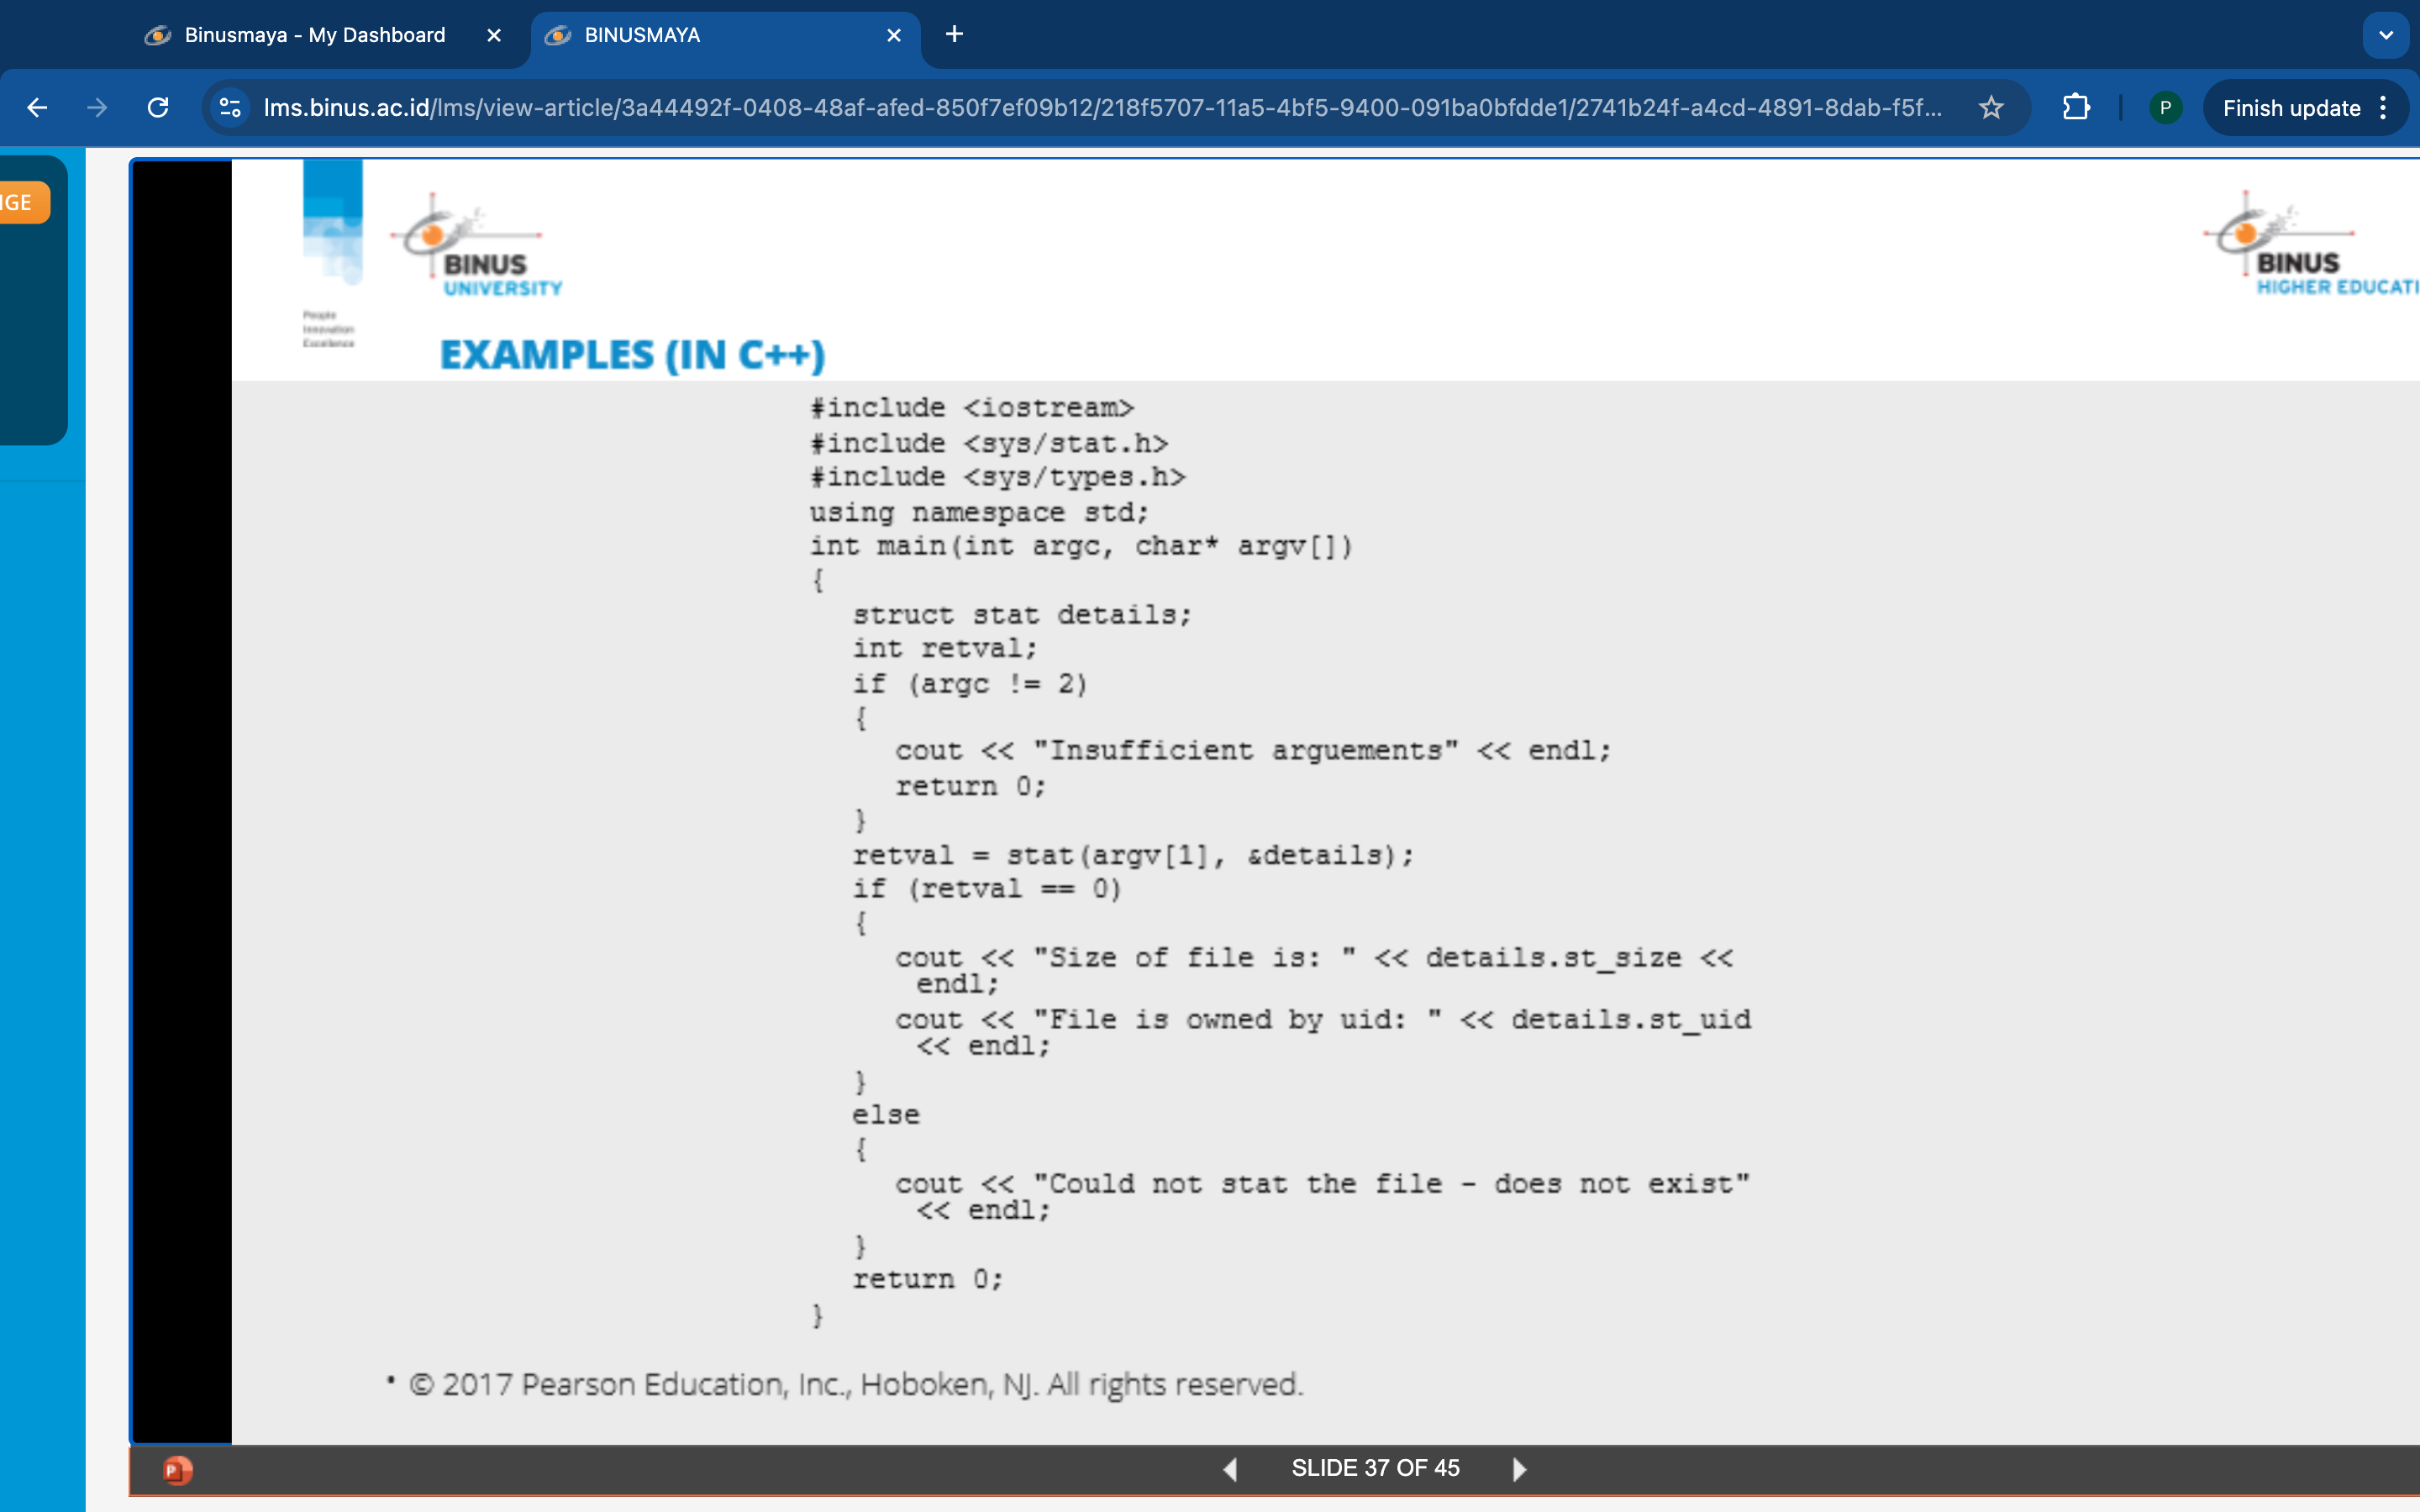 Binusmaya - My Dashboard
BINUSMAYA
lms.binus.ac.id/lms/view-article/3a44492f-0408-48af-afed-850f7ef09b12/218f5707-11a5-4bf5-9400-091ba0bfdde1/2741b24f-a4cd-4891-8dab-f5f...
P
Finish update
People
Innovation
Excellence
BINUS
UNIVERSITY
BINUS
HIGHER EDUCATI
EXAMPLES (IN C++)
#include <iostream>
#include <sys/stat.h>
#include <sys/types.h>
using namespace std;
int main(int argc, char* argv[])
{
struct stat details;
int retval;
if (argc != 2)
{
cout << "Insufficient arguements" << endl;
return 0;
}
retval = stat(argv[1], &details);
if (retval == 0)
{
cout << "Size of file is: " << details.st_size <<
endl;
cout << "File is owned by uid: " << details.st_uid
<< endl;
}
else
{
cout << "Could not stat the file - does not exist"
<< endl;
}
return 0;
}
• © 2017 Pearson Education, Inc., Hoboken, NJ. All rights reserved.
SLIDE 37 OF 45